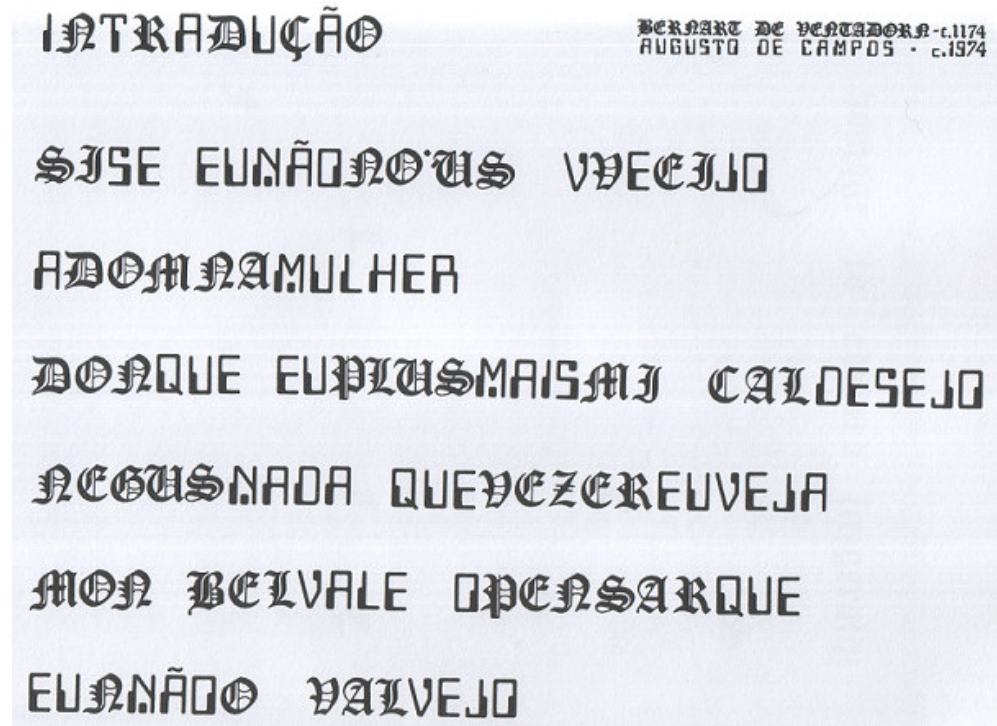 INTRADUÇÃO
BERNART DE VENTADORN-c.1174
AUGUSTO DE CAMPOS - c.1974
SISE EUNÃONO'US VVEEIJO
ADOMNAMULHER
DONQUE EUPLUSMAISMI CALDESEJO
NEGUSNADA QUEVEZEREUVEJA
MON BELVALE OPENSARQUE
EUNNÃOO VALVEJO